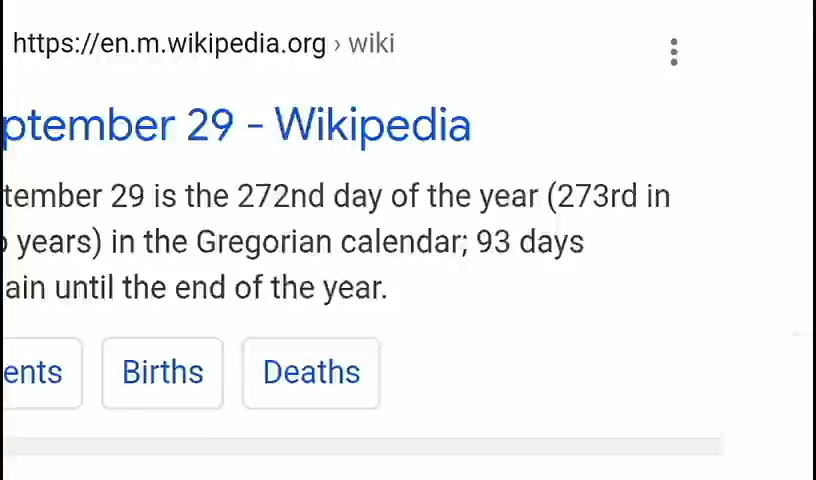 https://en.m.wikipedia.org › wiki
ptember 29 - Wikipedia
tember 29 is the 272nd day of the year (273rd in
years) in the Gregorian calendar; 93 days
ain until the end of the year.
ents Births Deaths